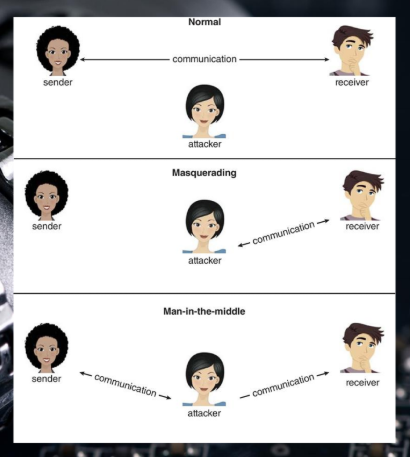 Normal
communication
sender
receiver
attacker
Masquerading
sender
communication
receiver
attacker
Man-in-the-middle
sender
communication
communication
receiver
attacker